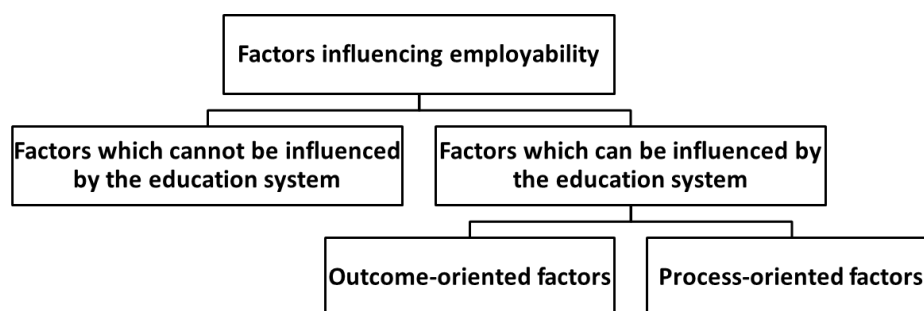 Factors influencing employability
Factors which cannot be influenced
by the education system
Factors which can be influenced by
the education system
Outcome-oriented factors
Process-oriented factors